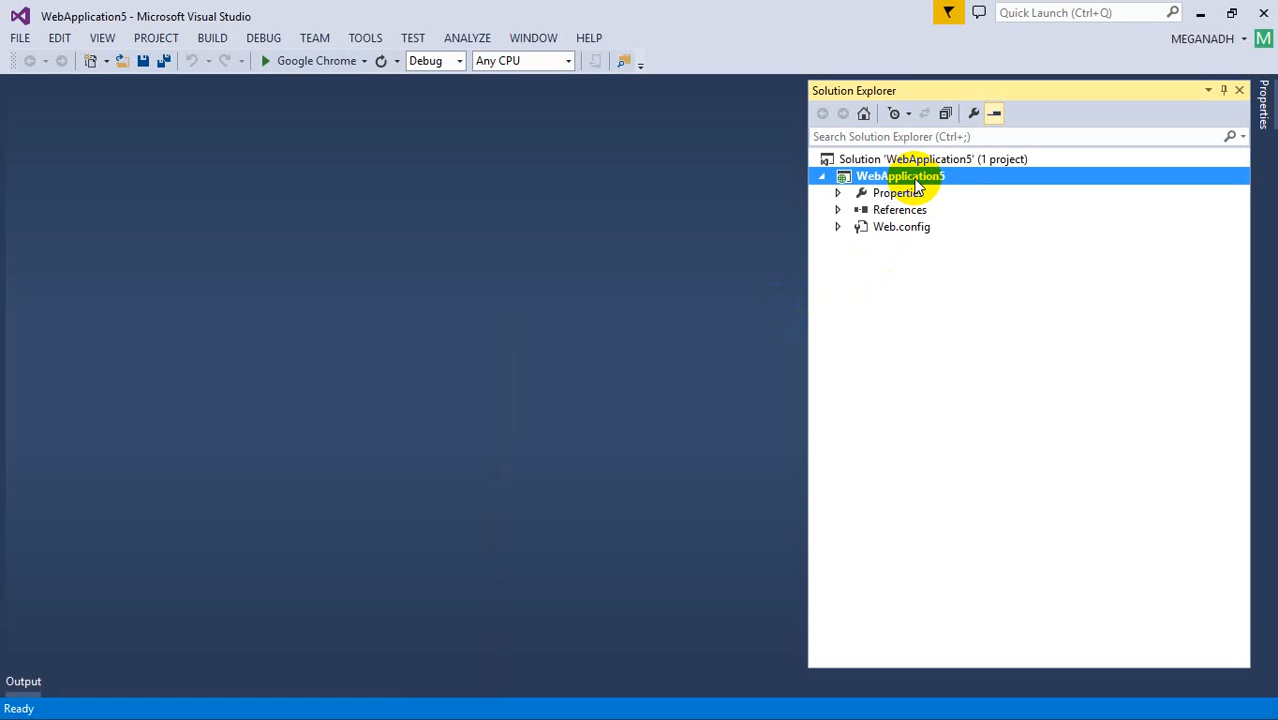 WebApplication5 - Microsoft Visual Studio
Quick Launch (Ctrl+Q)
FILE EDIT VIEW PROJECT BUILD DEBUG TEAM TOOLS TEST ANALYZE WINDOW HELP
MEGANADH M
Google Chrome Debug Any CPU
Solution Explorer
Search Solution Explorer (Ctrl+;)
Solution 'WebApplication5' (1 project)
WebApplication5
Properties
References
Web.config
Properties
Output
Ready